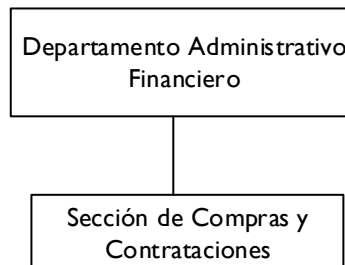 Departamento Administrativo
Financiero
Sección de Compras y
Contrataciones